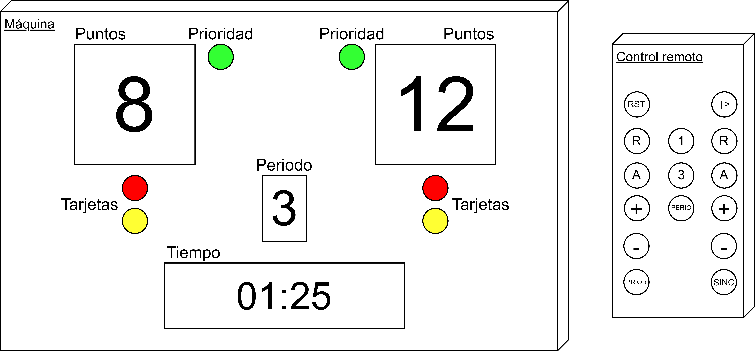 Máquina
Puntos Prioridad Prioridad Puntos
8 12
Periodo
Tarjetas 3 Tarjetas
Tiempo
01:25
Control remoto
RST |>
R 1 R
A 3 A
+ PERIO +
- -
SINC